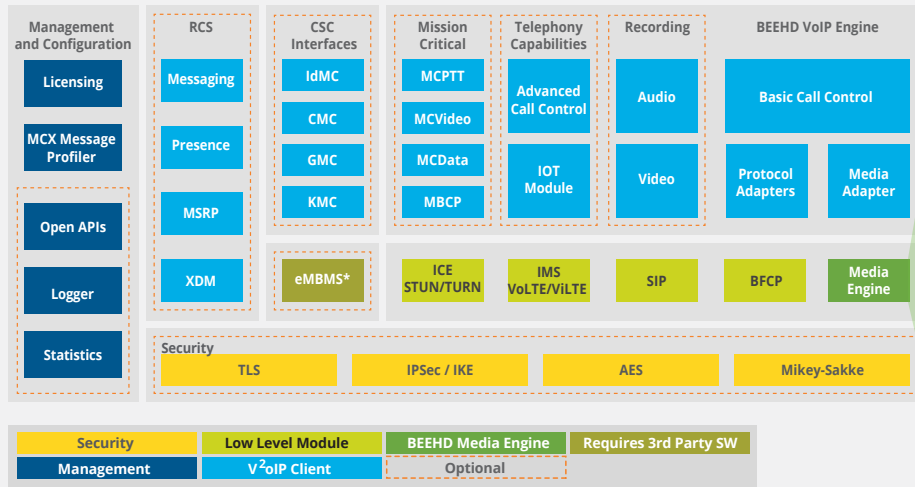 Management
and Configuration
Licensing
MCX Message
Profiler
Open APIs
Logger
Statistics
RCS
Messaging
Presence
MSRP
XDM
CSC
Interfaces
IdMC
CMC
GMC
KMC
eMBMS*
Mission
Critical
MCPTT
MCVideo
MCData
MBCP
Telephony
Capabilities
Advanced
Call Control
IOT
Module
Recording
Audio
Video
BEEHD VoIP Engine
Basic Call Control
Protocol
Adapters
Media
Adapter
ICE
STUN/TURN
IMS
VoLTE/ViLTE
SIP
BFCP
Media
Engine
Security
TLS
IPSec / IKE
AES
Mikey-Sakke
Security
Low Level Module
BEEHD Media Engine
Requires 3rd Party SW
Management
V²oIP Client
Optional